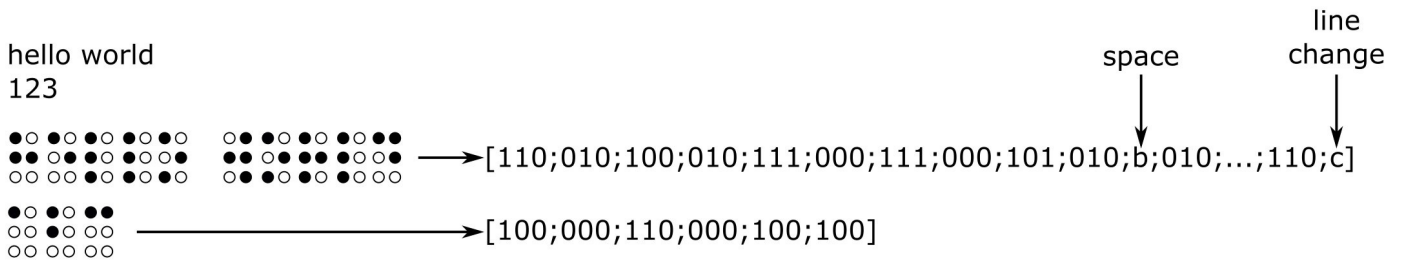 line
change
space
hello world
123
⠓⠑⠇⠇⠕ ⠺⠕⠗⠇⠙
[110;010;100;010;111;000;111;000;101;010;b;010;...;110;c]
⠁⠃⠉
[100;000;110;000;100;100]